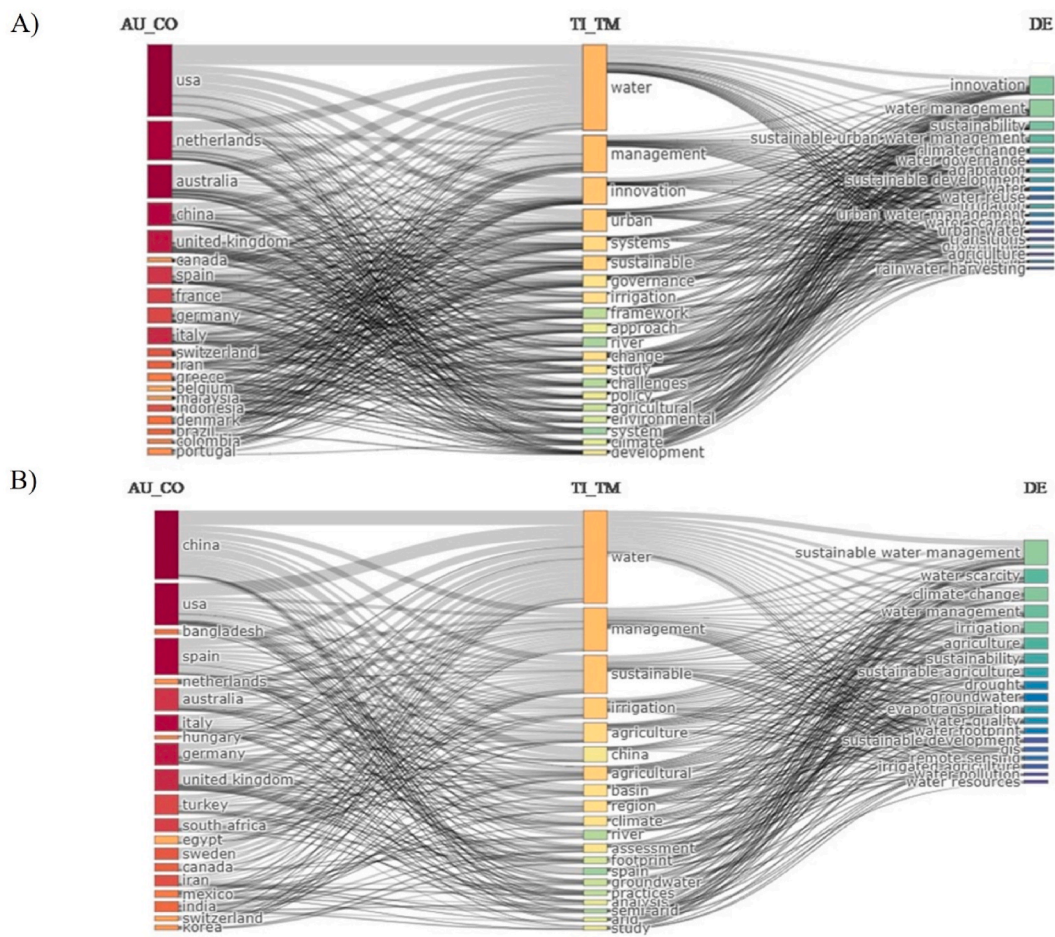 A)
AU_CO
TI_TM
DE
usa
netherlands
australia
china
united kingdom
canada
spain
france
germany
italy
switzerland
iran
greece
belgium
malaysia
indonesia
denmark
brazil
colombia
portugal
water
management
innovation
urban
systems
sustainable
governance
irrigation
framework
approach
river
change
study
challenges
policy
agricultural
environmental
system
climate
development
innovation
water management
sustainability
sustainable urban water management
climate change
water governance
adaptation
sustainable development
water
water reuse
irrigation
urban water management
water scarcity
urban water
transitions
governance
agriculture
rainwater harvesting
B)
AU_CO
TI_TM
DE
china
usa
bangladesh
spain
netherlands
australia
italy
hungary
germany
united kingdom
turkey
south africa
egypt
sweden
canada
iran
mexico
india
switzerland
korea
water
management
sustainable
irrigation
agriculture
china
agricultural
basin
region
climate
river
assessment
footprint
spain
groundwater
practices
analysis
semi-arid
arid
study
sustainable water management
water scarcity
climate change
water management
irrigation
agriculture
sustainability
sustainable agriculture
drought
groundwater
evapotranspiration
water quality
water footprint
sustainable development
gis
remote sensing
irrigated agriculture
water pollution
water resources